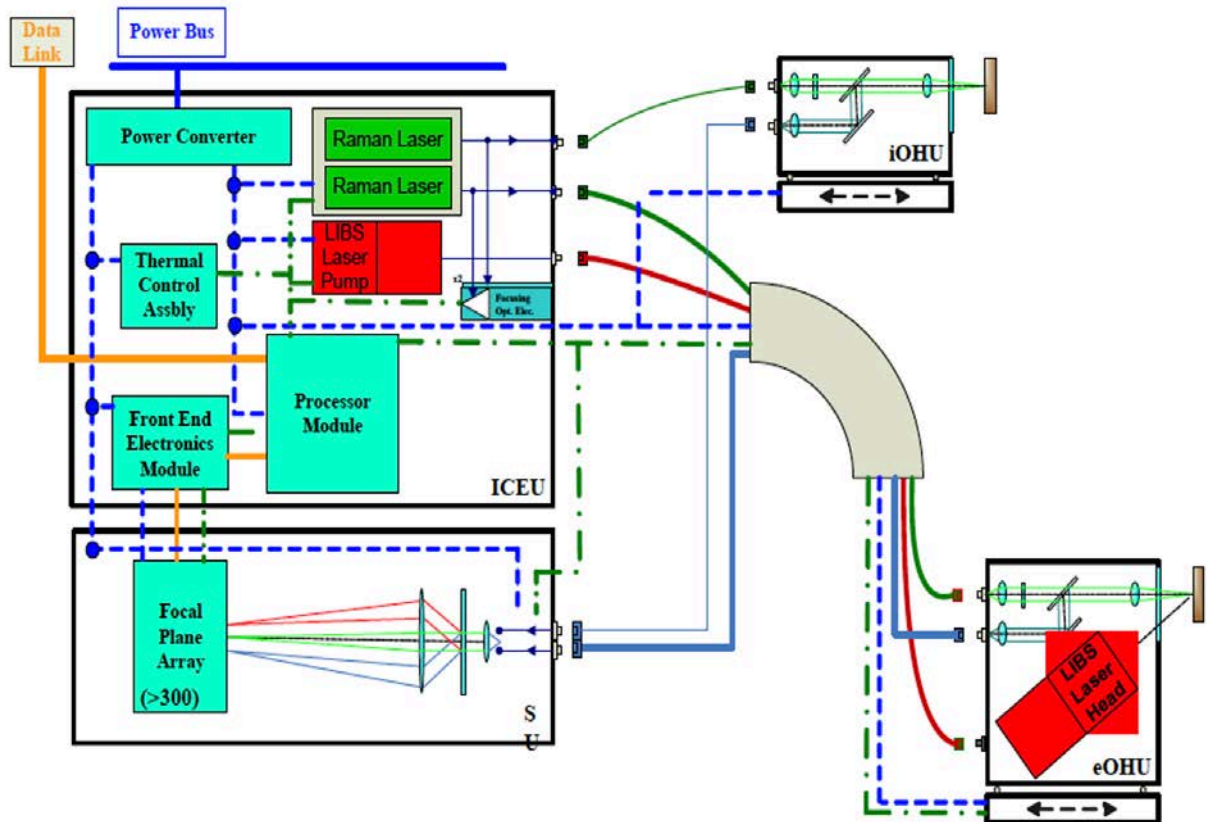 Data
Link
Power Bus
Power Converter
Raman Laser
Raman Laser
LIBS
Laser
Pump
Thermal
Control
Assbly
x2
Focusing
Opt. Elec.
Processor
Module
Front End
Electronics
Module
ICEU
iOHU
Focal
Plane
Array
(>300)
S
U
LIBS
Laser
Head
eOHU